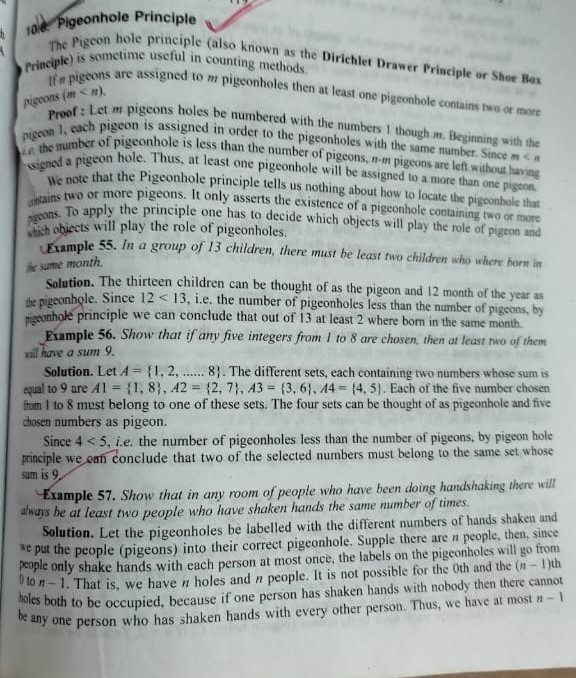 10.6. Pigeonhole Principle
The Pigeon hole principle (also known as the Dirichlet Drawer Principle or Shoe Box
Principle) is sometime useful in counting methods.
If n pigeons are assigned to m pigeonholes then at least one pigeonhole contains two or more
pigeons (m < n).
Proof : Let m pigeons holes be numbered with the numbers 1 though m. Beginning with the
pigeon 1, each pigeon is assigned in order to the pigeonholes with the same number. Since m < n
i.e. the number of pigeonhole is less than the number of pigeons, n-m pigeons are left without having
assigned a pigeon hole. Thus, at least one pigeonhole will be assigned to a more than one pigeon.
We note that the Pigeonhole principle tells us nothing about how to locate the pigeonhole that
contains two or more pigeons. It only asserts the existence of a pigeonhole containing two or more
pigeons. To apply the principle one has to decide which objects will play the role of pigeon and
which objects will play the role of pigeonholes.
Example 55. In a group of 13 children, there must be least two children who where born in
the same month.
Solution. The thirteen children can be thought of as the pigeon and 12 month of the year as
the pigeonhole. Since 12 < 13, i.e. the number of pigeonholes less than the number of pigeons, by
pigeonhole principle we can conclude that out of 13 at least 2 where born in the same month.
Example 56. Show that if any five integers from 1 to 8 are chosen, then at least two of them
will have a sum 9.
Solution. Let A = {1, 2, ...... 8}. The different sets, each containing two numbers whose sum is
equal to 9 are A1 = {1, 8}, A2 = {2, 7}, A3 = {3, 6}, A4 = {4, 5}. Each of the five number chosen
from 1 to 8 must belong to one of these sets. The four sets can be thought of as pigeonhole and five
chosen numbers as pigeon.
Since 4 < 5, i.e. the number of pigeonholes less than the number of pigeons, by pigeon hole
principle we can conclude that two of the selected numbers must belong to the same set whose
sum is 9.
Example 57. Show that in any room of people who have been doing handshaking there will
always be at least two people who have shaken hands the same number of times.
Solution. Let the pigeonholes be labelled with the different numbers of hands shaken and
we put the people (pigeons) into their correct pigeonhole. Supple there are n people, then, since
people only shake hands with each person at most once, the labels on the pigeonholes will go from
0 to n - 1. That is, we have n holes and n people. It is not possible for the 0th and the (n - 1)th
holes both to be occupied, because if one person has shaken hands with nobody then there cannot
be any one person who has shaken hands with every other person. Thus, we have at most n - 1